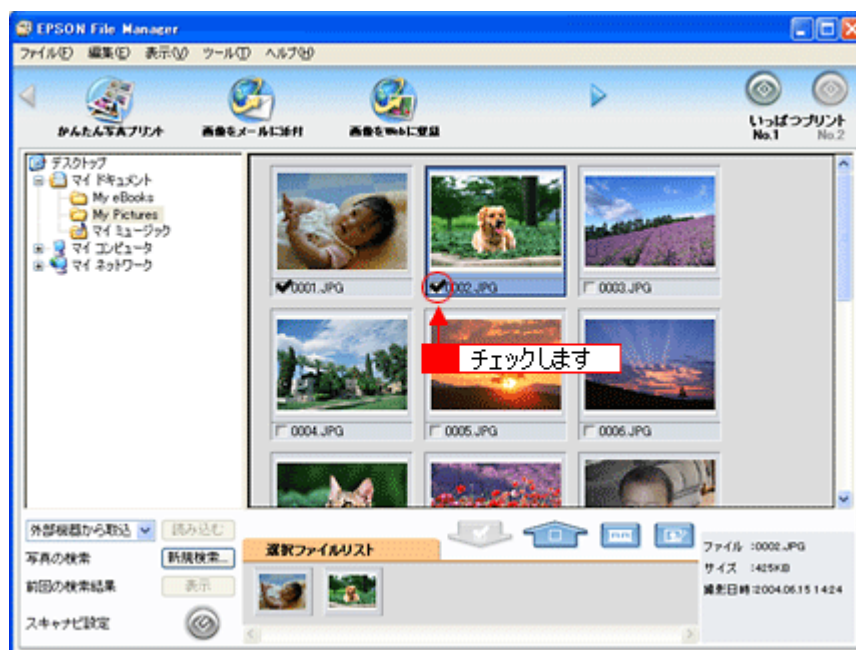 EPSON File Manager
ファイル(F) 編集(E) 表示(V) ツール(T) ヘルプ(H)
かんたん写真プリント 画像をメールに添付 画像をWebに登録 いっぱつプリント
No.1 No.2
デスクトップ
マイ ドキュメント
My eBooks
My Pictures
マイ ミュージック
マイ コンピュータ
マイ ネットワーク
0001.JPG 0002.JPG 0003.JPG
チェックします
0004.JPG 0005.JPG 0006.JPG
外部機器から取込 読み込む
写真の検索 新規検索...
前回の検索結果 表示
スキャナビ設定
選択ファイルリスト
ファイル :0002.JPG
サイズ :425KB
撮影日時:2004.06.15 14:24